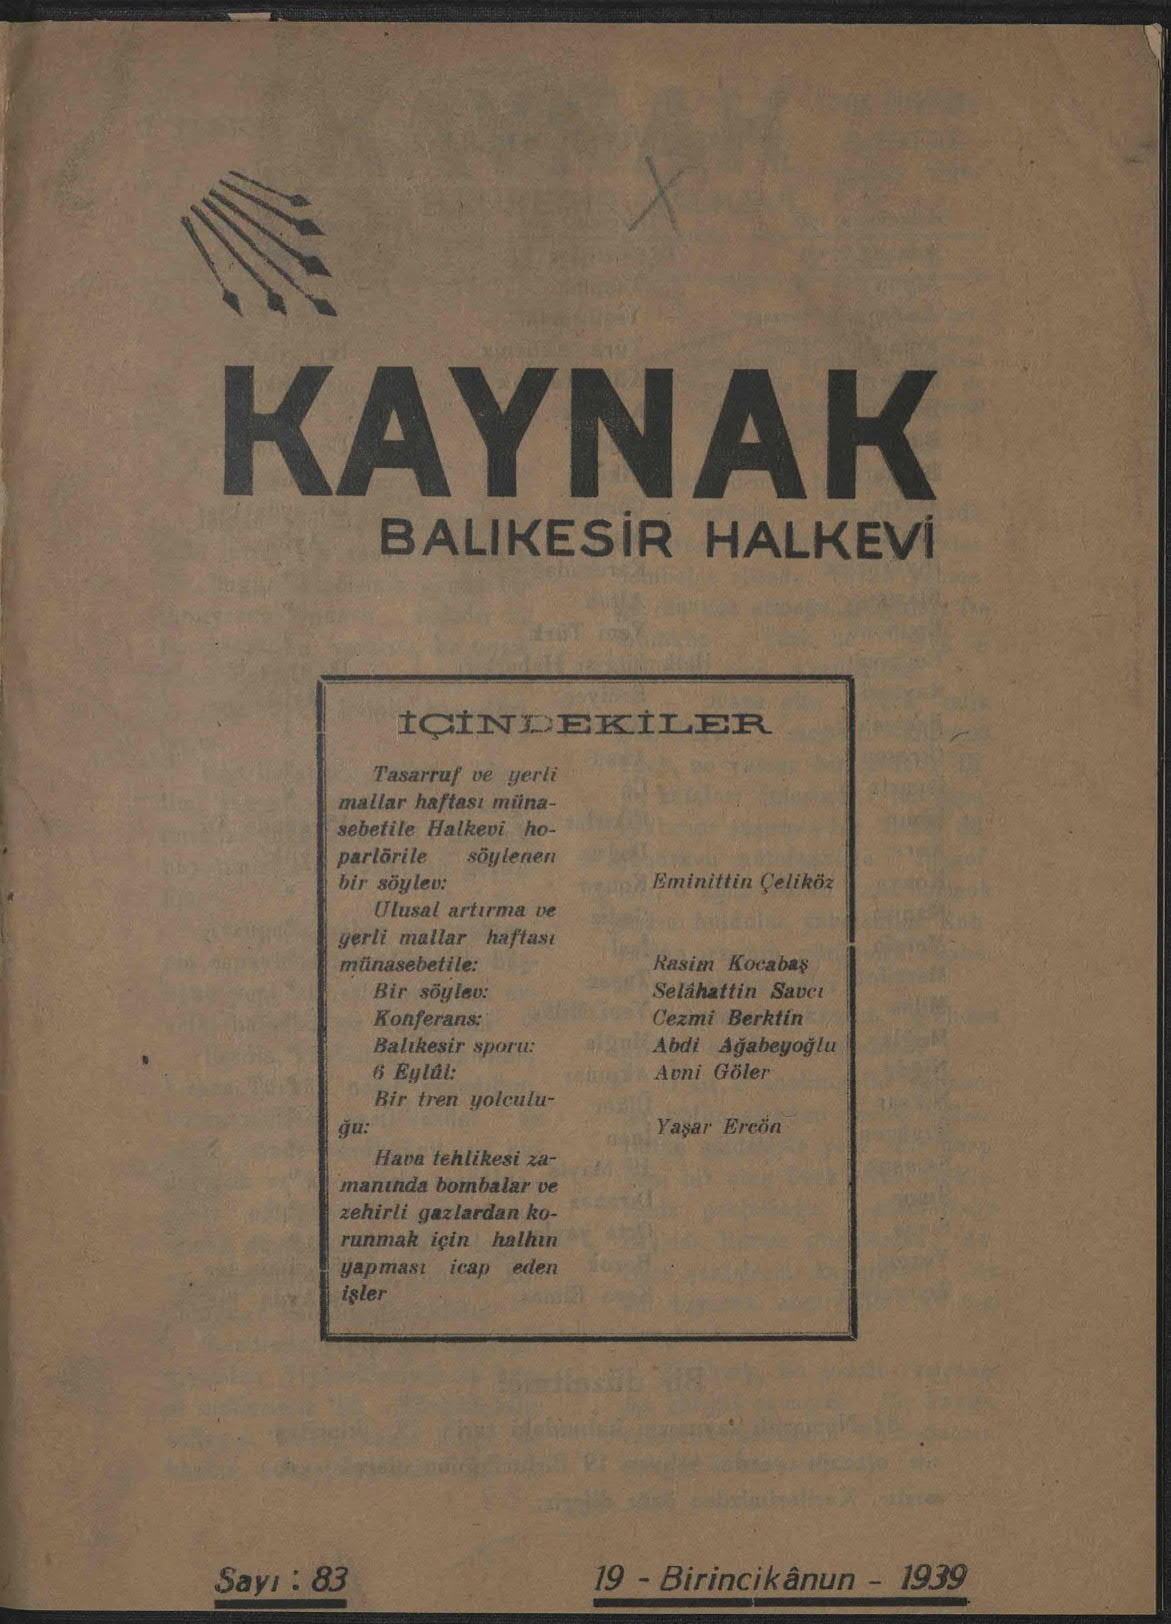 KAYNAK
BALIKESİR HALKEVİ
İÇİNDEKİLER
Tasarruf ve yerli
mallar haftası müna-
sebetile Halkevi ho-
parlörile söylenen
bir söylev: Eminittin Çeliköz
Ulusal artırma ve
yerli mallar haftası
münasebetile: Rasim Kocabaş
Bir söylev: Selâhattin Savcı
Konferans: Cezmi Berktin
Balıkesir sporu: Abdi Ağabeyoğlu
6 Eylûl: Avni Göler
Bir tren yolculu-
ğu: Yaşar Ercön
Hava tehlikesi za-
manında bombalar ve
zehirli gazlardan ko-
runmak için halhın
yapması icap eden
işler
Sayı : 83 19 - Birincikânun - 1939